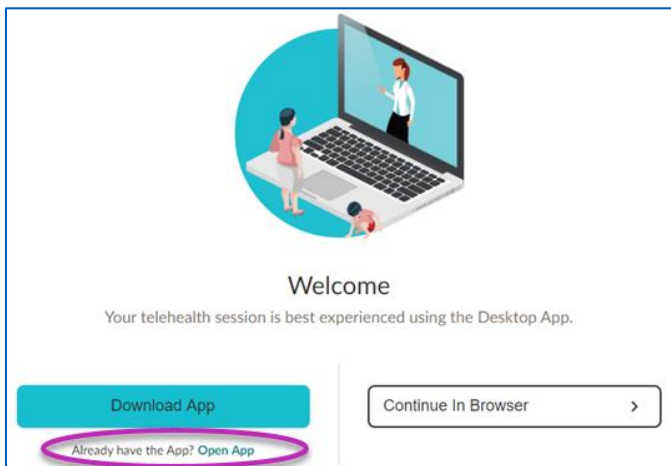 Welcome
Your telehealth session is best experienced using the Desktop App.
Download App
Continue In Browser
Already have the App? Open App